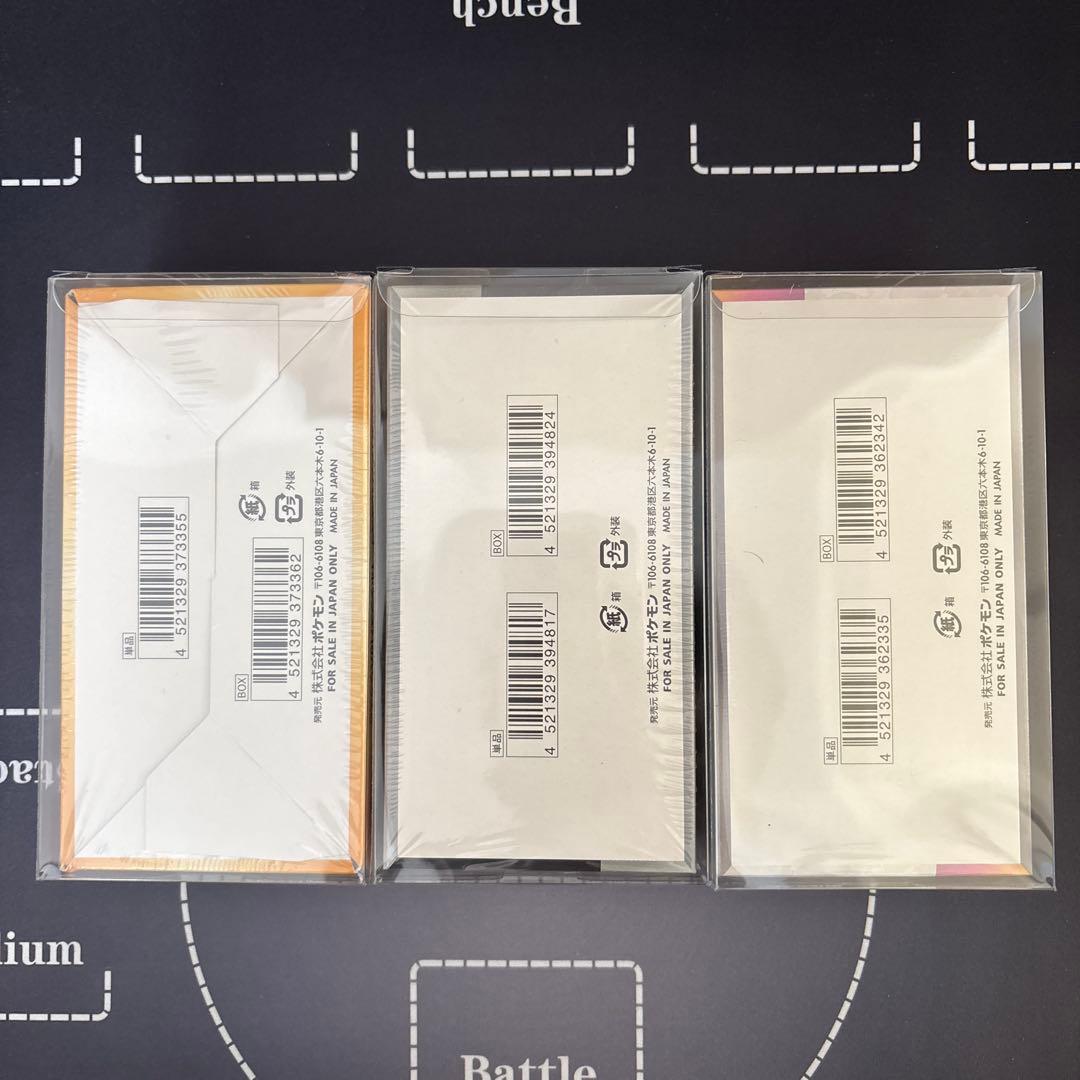 Bench
単品
4 521329 373355
BOX
4 521329 373362
紙 箱
プラ 外装
発売元 株式会社ポケモン 〒106-6108 東京都港区六本木6-10-1
FOR SALE IN JAPAN ONLY MADE IN JAPAN
BOX
4 521329 394824
単品
4 521329 394817
紙 箱
プラ 外装
発売元 株式会社ポケモン 〒106-6108 東京都港区六本木6-10-1
FOR SALE IN JAPAN ONLY MADE IN JAPAN
BOX
4 521329 362342
単品
4 521329 362335
紙 箱
プラ 外装
発売元 株式会社ポケモン 〒106-6108 東京都港区六本木6-10-1
FOR SALE IN JAPAN ONLY MADE IN JAPAN
Battle